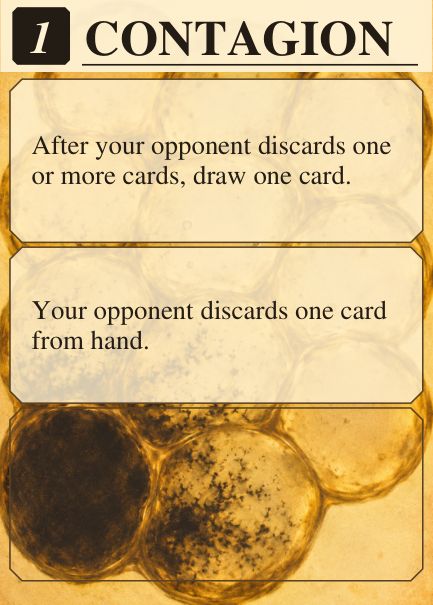 1 CONTAGION
After your opponent discards one
or more cards, draw one card.
Your opponent discards one card
from hand.